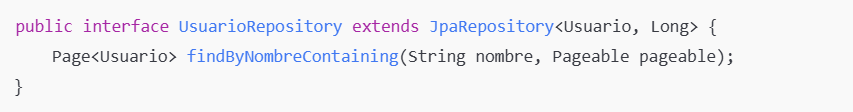 public interface UsuarioRepository extends JpaRepository<Usuario, Long> {
    Page<Usuario> findByNombreContaining(String nombre, Pageable pageable);
}